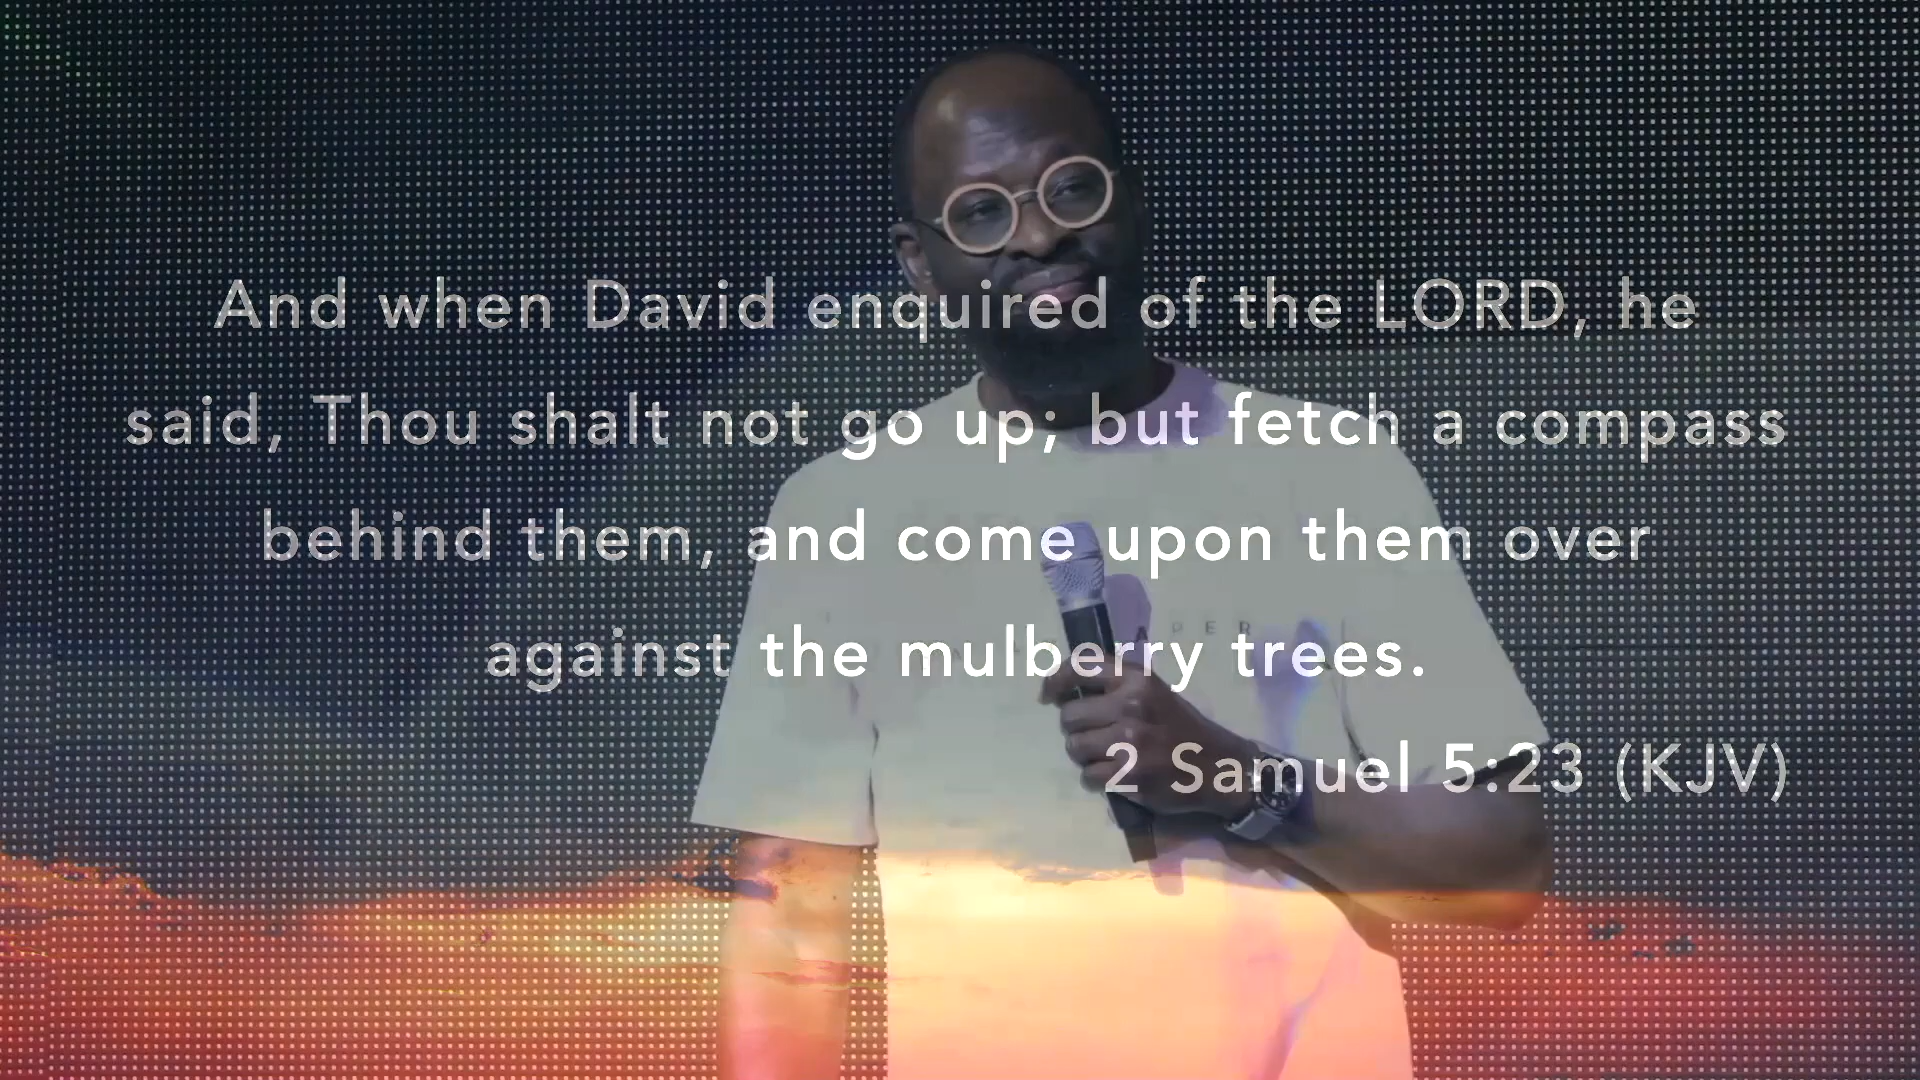 And when David enquired of the LORD, he
said, Thou shalt not go up; but fetch a compass
behind them, and come upon them over
against the mulberry trees.
2 Samuel 5:23 (KJV)